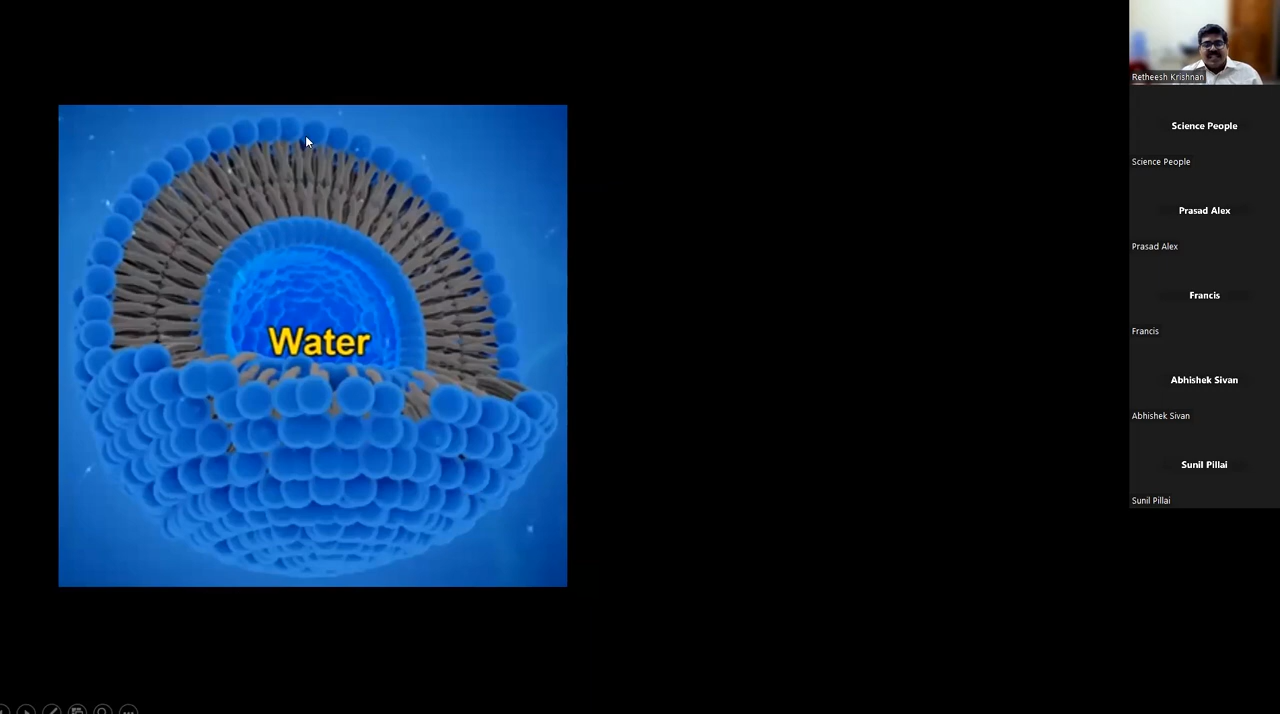 Water
Retheesh Krishnan
Science People
Science People
Prasad Alex
Prasad Alex
Francis
Francis
Abhishek Sivan
Abhishek Sivan
Sunil Pillai
Sunil Pillai